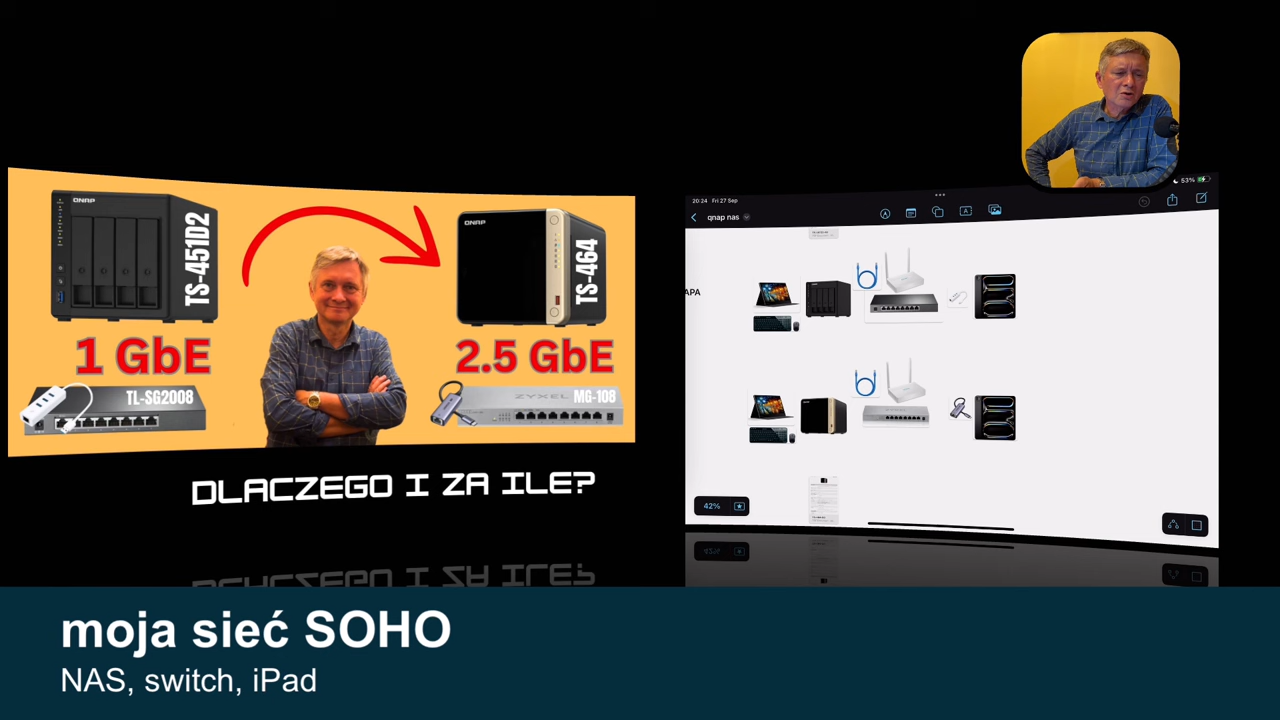 53%
20:24 Fri 27 Sep
qnap nas
QNAP
TS-451D2
QNAP
TS-464
APA
1 GbE
2.5 GbE
TL-SG2008
ZYXEL
MG-108
DLACZEGO I ZA ILE?
42%
moja sieć SOHO
NAS, switch, iPad